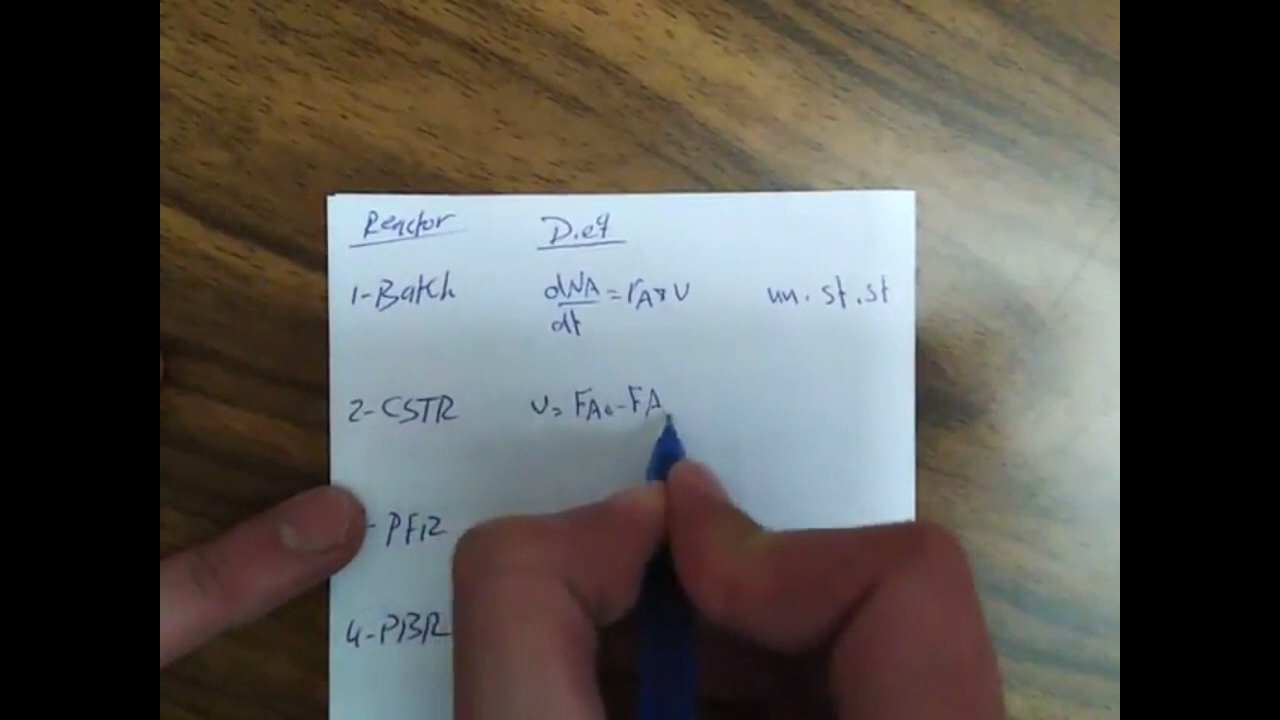 Reactor D.eq
1-Batch dNA/dt = rA*V un.st.st
2-CSTR V= FA0-FA
- PFR
4-PBR